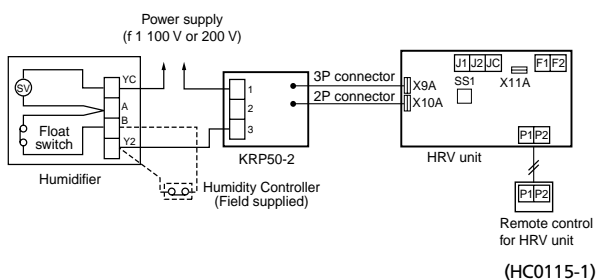 Power supply
(f 1 100 V or 200 V)
SV
YC
A
B
Y2
Float
switch
Humidifier
1
2
3
KRP50-2
Humidity Controller
(Field supplied)
3P connector
2P connector
X9A
X10A
J1 J2 JC
SS1
X11A
F1 F2
P1 P2
HRV unit
P1 P2
Remote control
for HRV unit
(HC0115-1)